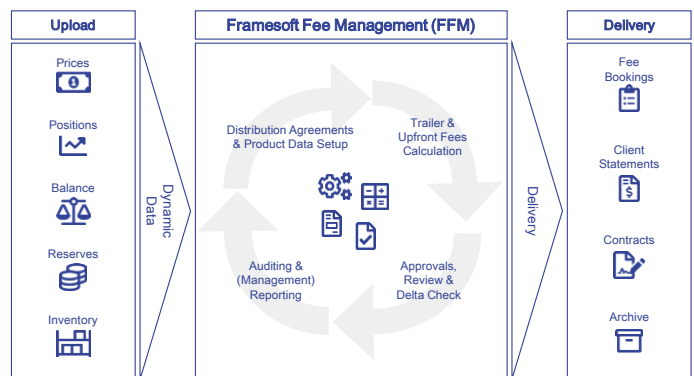 Upload
Framesoft Fee Management (FFM)
Delivery
Prices
Positions
Balance
Reserves
Inventory
Dynamic
Data
Distribution Agreements
& Product Data Setup
Trailer &
Upfront Fees
Calculation
Auditing &
(Management)
Reporting
Approvals,
Review &
Delta Check
Delivery
Fee
Bookings
Client
Statements
Contracts
Archive